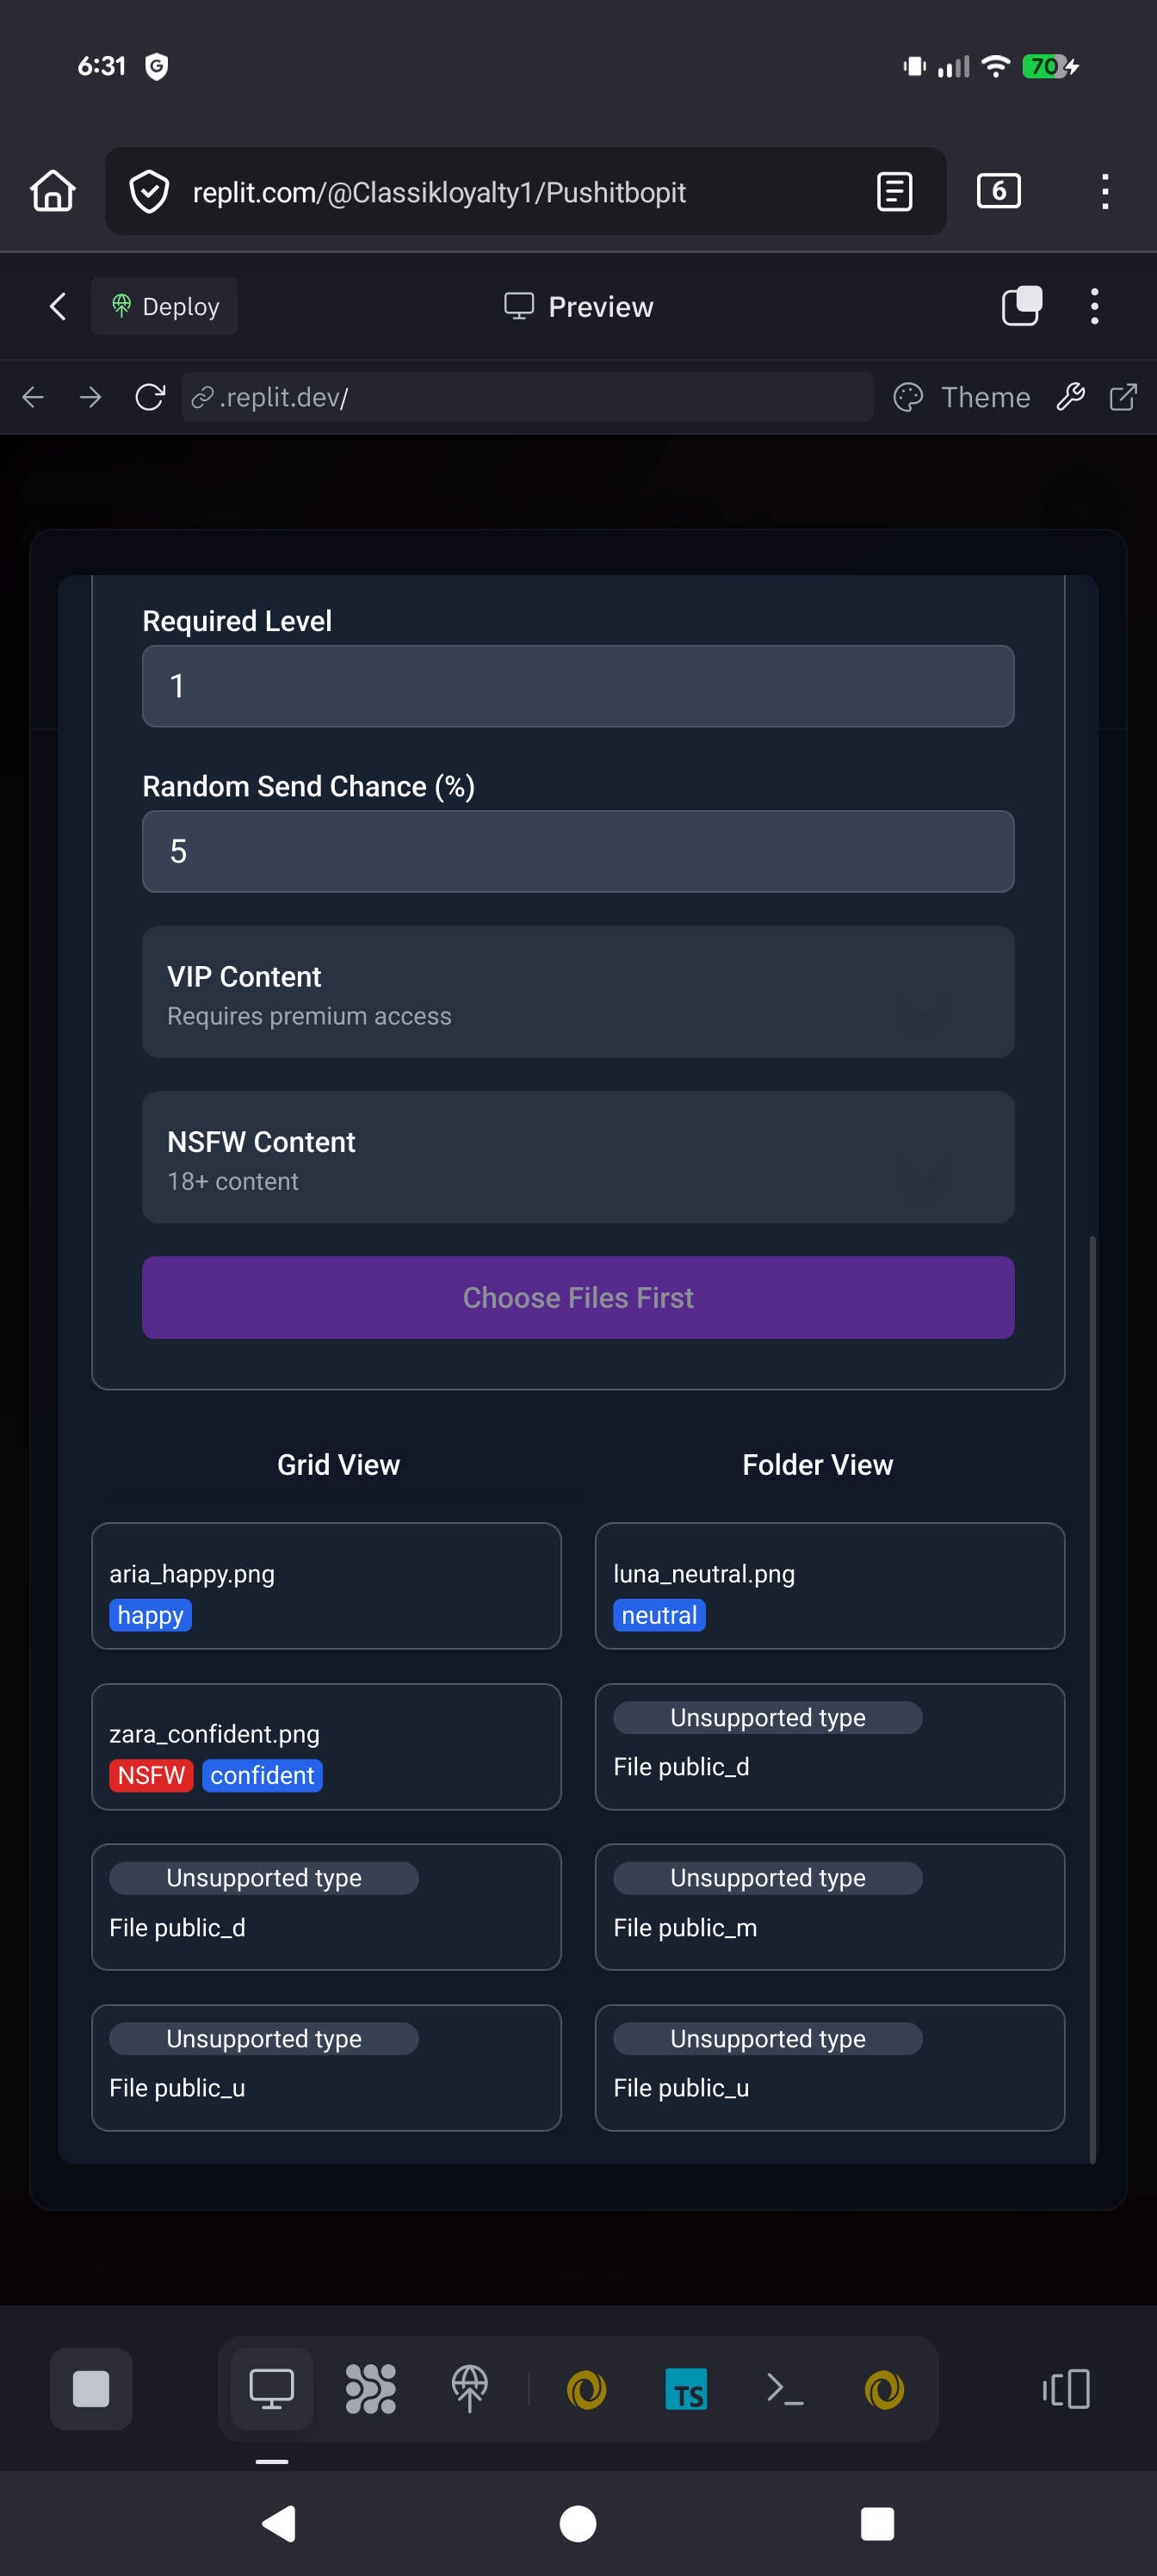 6:31
70
replit.com/@Classikloyalty1/Pushitbopit
6
Deploy
Preview
.replit.dev/
Theme
Required Level
1
Random Send Chance (%)
5
VIP Content
Requires premium access
NSFW Content
18+ content
Choose Files First
Grid View
Folder View
aria_happy.png
happy
luna_neutral.png
neutral
zara_confident.png
NSFW confident
Unsupported type
File public_d
Unsupported type
File public_d
Unsupported type
File public_m
Unsupported type
File public_u
Unsupported type
File public_u
TS